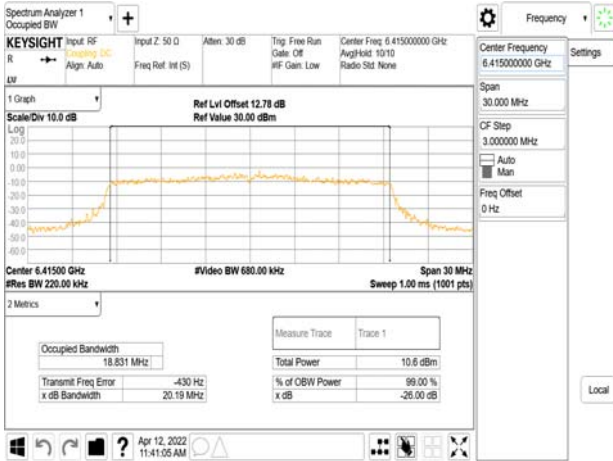 Spectrum Analyzer 1
Occupied BW
Frequency
KEYSIGHT
R
LXI
Input: RF
Coupling: DC
Align: Auto
Input Z: 50 Ω
Freq Ref: Int (S)
Atten: 30 dB
Trig: Free Run
Gate: Off
#IF Gain: Low
Center Freq: 6.415000000 GHz
Avg|Hold: 10/10
Radio Std: None
1 Graph
Scale/Div 10.0 dB
Ref Lvl Offset 12.78 dB
Ref Value 30.00 dBm
Log
20.0
10.0
0.00
-10.0
-20.0
-30.0
-40.0
-50.0
-60.0
Center 6.41500 GHz
#Res BW 220.00 kHz
#Video BW 680.00 kHz
Span 30 MHz
Sweep 1.00 ms (1001 pts)
2 Metrics
Occupied Bandwidth
18.831 MHz
Transmit Freq Error -430 Hz
x dB Bandwidth 20.19 MHz
Measure Trace Trace 1
Total Power 10.6 dBm
% of OBW Power 99.00 %
x dB -26.00 dB
Center Frequency
6.415000000 GHz
Span
30.000 MHz
CF Step
3.000000 MHz
Auto
Man
Freq Offset
0 Hz
Settings
Local
?
Apr 12, 2022
11:41:05 AM